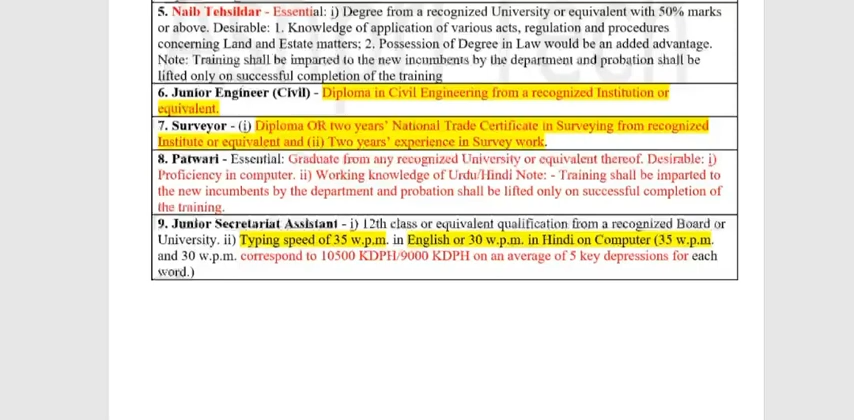 5. Naib Tehsildar - Essential: i) Degree from a recognized University or equivalent with 50% marks
or above. Desirable: 1. Knowledge of application of various acts, regulation and procedures
concerning Land and Estate matters; 2. Possession of Degree in Law would be an added advantage.
Note: Training shall be imparted to the new incumbents by the department and probation shall be
lifted only on successful completion of the training
6. Junior Engineer (Civil) - Diploma in Civil Engineering from a recognized Institution or
equivalent.
7. Surveyor - (i) Diploma OR two years' National Trade Certificate in Surveying from recognized
Institute or equivalent and (ii) Two years' experience in Survey work.
8. Patwari - Essential: Graduate from any recognized University or equivalent thereof. Desirable: i)
Proficiency in computer. ii) Working knowledge of Urdu/Hindi Note: - Training shall be imparted to
the new incumbents by the department and probation shall be lifted only on successful completion of
the training.
9. Junior Secretariat Assistant - i) 12th class or equivalent qualification from a recognized Board or
University. ii) Typing speed of 35 w.p.m. in English or 30 w.p.m. in Hindi on Computer (35 w.p.m.
and 30 w.p.m. correspond to 10500 KDPH/9000 KDPH on an average of 5 key depressions for each
word.)